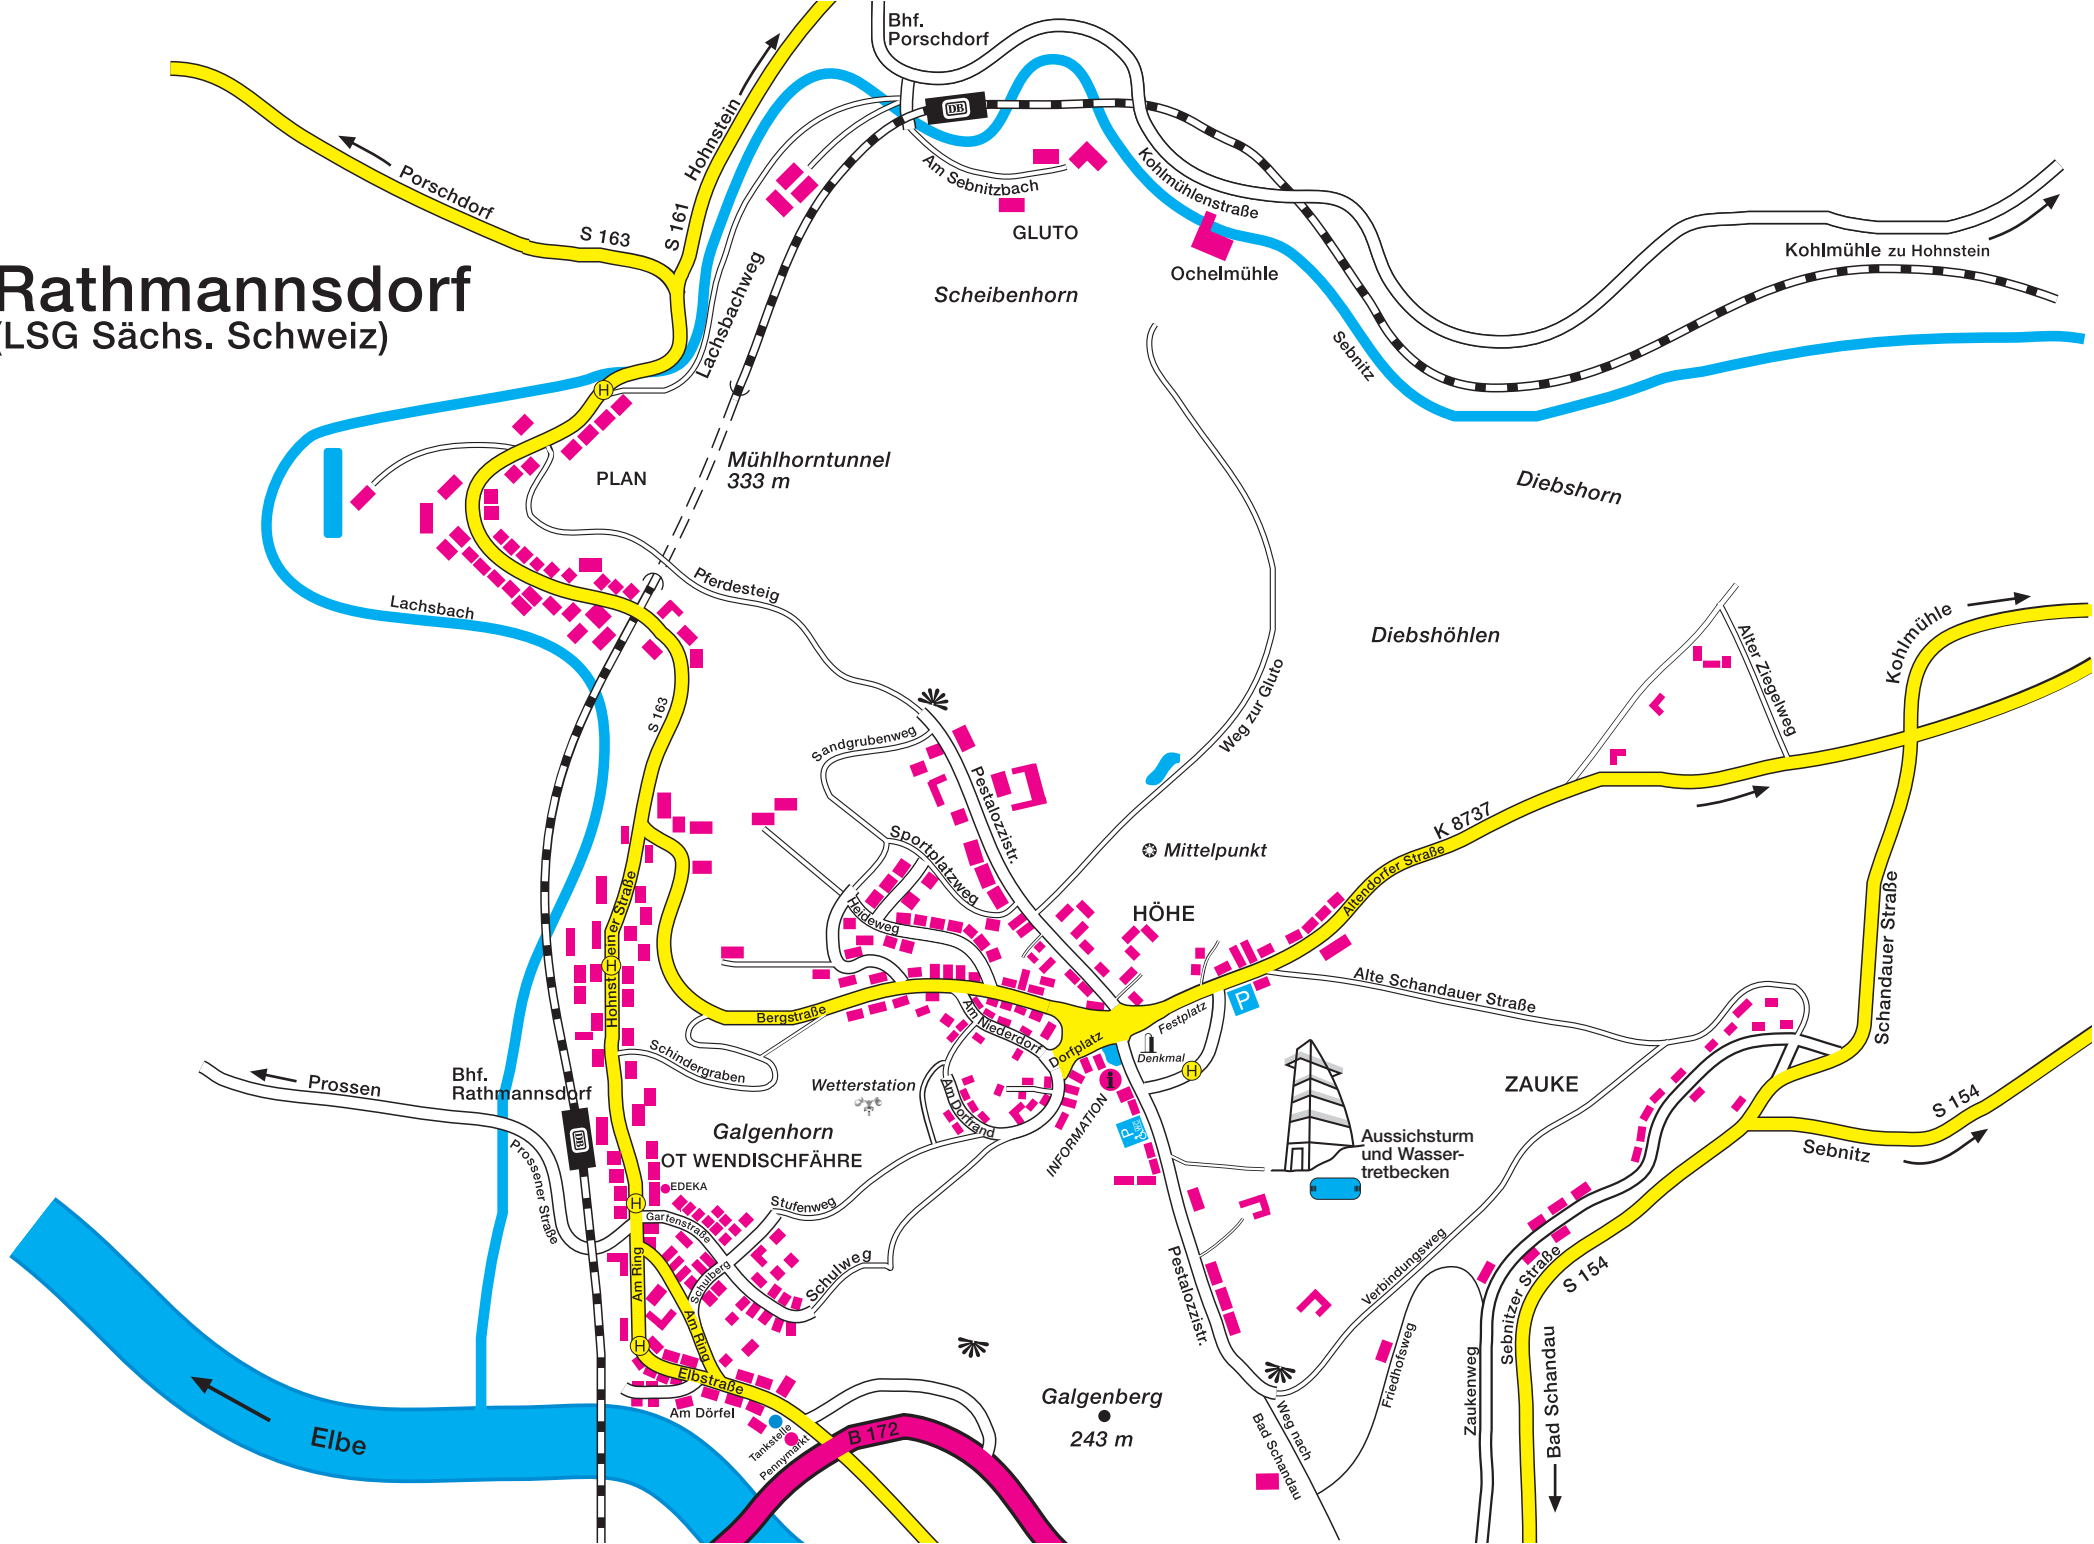 Bhf.
Porschdorf
DB
Hohnstein
Porschdorf
S 163
S 161
Am Sebnitzbach
GLUTO
Kohlmühlenstraße
Ochelmühle
Kohlmühle zu Hohnstein
Rathmannsdorf
(LSG Sächs. Schweiz)
Lachsbachweg
Scheibenhorn
Sebnitz
H
Mühlhorntunnel
333 m
PLAN
Diebshorn
Pferdesteig
Lachsbach
Diebshöhlen
Alter Ziegelweg
Kohlmühle
Weg zur Gluto
S 163
Sandgrubenweg
Pestalozzistr.
Sportplatzweg
Mittelpunkt
K 8737
Altendorfer Straße
Heideweg
HÖHE
Hohnsteiner Straße
H
Schandauer Straße
Alte Schandauer Straße
P
Bergstraße
Am Niederdorf
Dorfplatz
Festplatz
Denkmal
H
i
INFORMATION
P
WC
Schindergraben
Wetterstation
Am Dorfrand
ZAUKE
Prossen
Bhf.
Rathmannsdorf
DB
Galgenhorn
OT WENDISCHFÄHRE
Aussichsturm
und Wasser-
tretbecken
S 154
Sebnitz
Prossener Straße
EDEKA
H
Gartenstraße
Stufenweg
Schulberg
Schulweg
Am Ring
Am Ring
H
Pestalozzistr.
Verbindungsweg
Sebnitzer Straße
S 154
Friedhofsweg
Zaukenweg
Bad Schandau
Elbstraße
Am Dörfel
Tankstelle
Pennymarkt
B 172
Galgenberg
243 m
Weg nach
Bad Schandau
Elbe